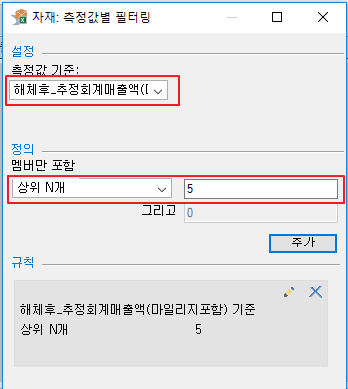 자재: 측정값별 필터링
설정
측정값 기준:
해체후_추정회계매출액(
정의
멤버만 포함
상위 N개 5
그리고 0
추가
규칙
해체후_추정회계매출액(마일리지포함) 기준
상위 N개 5